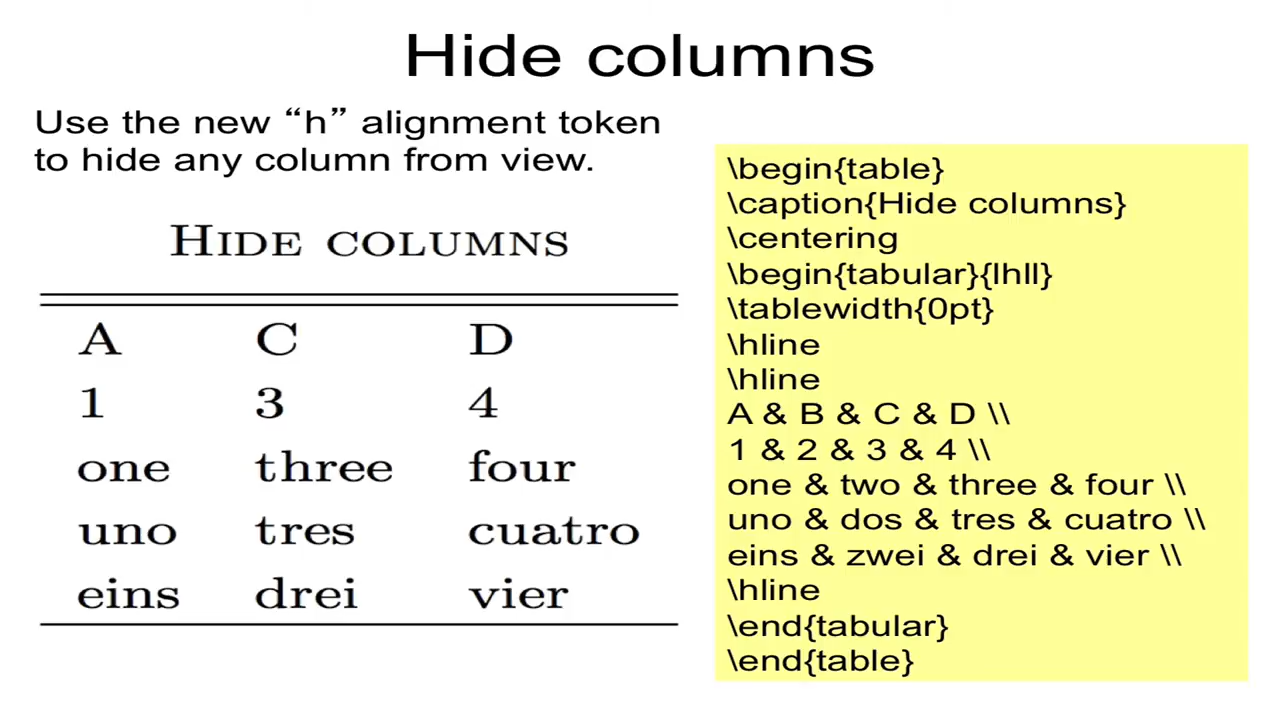 Hide columns
Use the new “h” alignment token
to hide any column from view.
HIDE COLUMNS
A C D
1 3 4
one three four
uno tres cuatro
eins drei vier
\begin{table}
\caption{Hide columns}
\centering
\begin{tabular}{lhll}
\tablewidth{0pt}
\hline
\hline
A & B & C & D \\
1 & 2 & 3 & 4 \\
one & two & three & four \\
uno & dos & tres & cuatro \\
eins & zwei & drei & vier \\
\hline
\end{tabular}
\end{table}